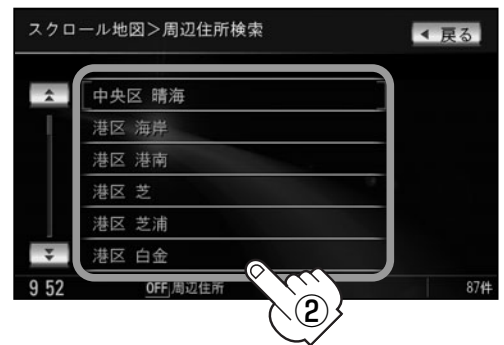 スクロール地図＞周辺住所検索
◀ 戻る
中央区 晴海
港区 海岸
港区 港南
港区 芝
港区 芝浦
港区 白金
9 52 OFF 周辺住所 87件
②